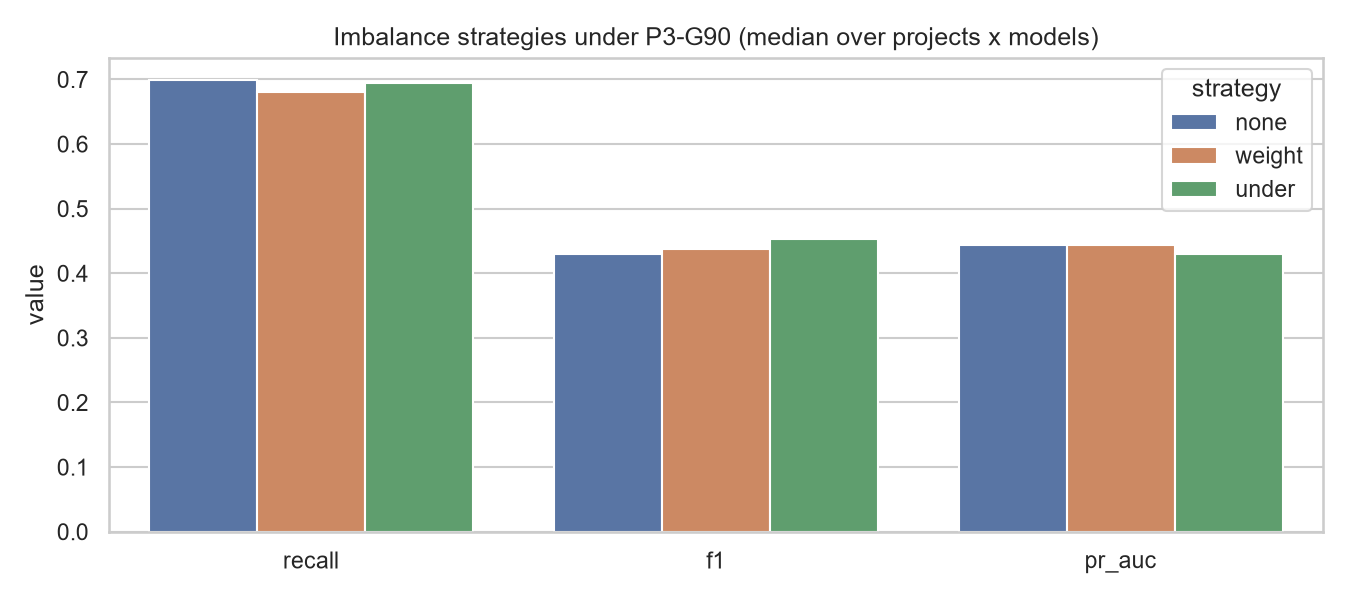 Imbalance strategies under P3-G90 (median over projects x models)
strategy
none
weight
under
value
0.7
0.6
0.5
0.4
0.3
0.2
0.1
0.0
recall
f1
pr_auc